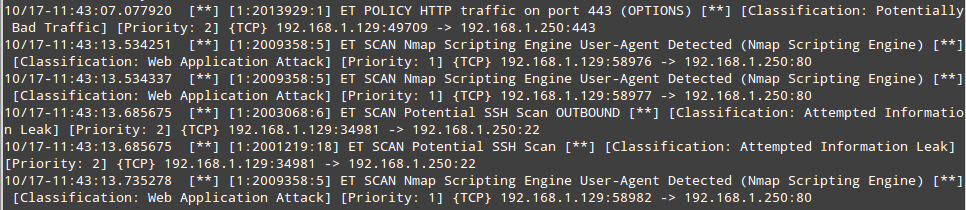 10/17-11:43:07.077920  [**] [1:2013929:1] ET POLICY HTTP traffic on port 443 (OPTIONS) [**] [Classification: Potentially
 Bad Traffic] [Priority: 2] {TCP} 192.168.1.129:49709 -> 192.168.1.250:443
10/17-11:43:13.534251  [**] [1:2009358:5] ET SCAN Nmap Scripting Engine User-Agent Detected (Nmap Scripting Engine) [**]
 [Classification: Web Application Attack] [Priority: 1] {TCP} 192.168.1.129:58976 -> 192.168.1.250:80
10/17-11:43:13.534337  [**] [1:2009358:5] ET SCAN Nmap Scripting Engine User-Agent Detected (Nmap Scripting Engine) [**]
 [Classification: Web Application Attack] [Priority: 1] {TCP} 192.168.1.129:58977 -> 192.168.1.250:80
10/17-11:43:13.685675  [**] [1:2003068:6] ET SCAN Potential SSH Scan OUTBOUND [**] [Classification: Attempted Informatio
n Leak] [Priority: 2] {TCP} 192.168.1.129:34981 -> 192.168.1.250:22
10/17-11:43:13.685675  [**] [1:2001219:18] ET SCAN Potential SSH Scan [**] [Classification: Attempted Information Leak]
[Priority: 2] {TCP} 192.168.1.129:34981 -> 192.168.1.250:22
10/17-11:43:13.735278  [**] [1:2009358:5] ET SCAN Nmap Scripting Engine User-Agent Detected (Nmap Scripting Engine) [**]
 [Classification: Web Application Attack] [Priority: 1] {TCP} 192.168.1.129:58982 -> 192.168.1.250:80